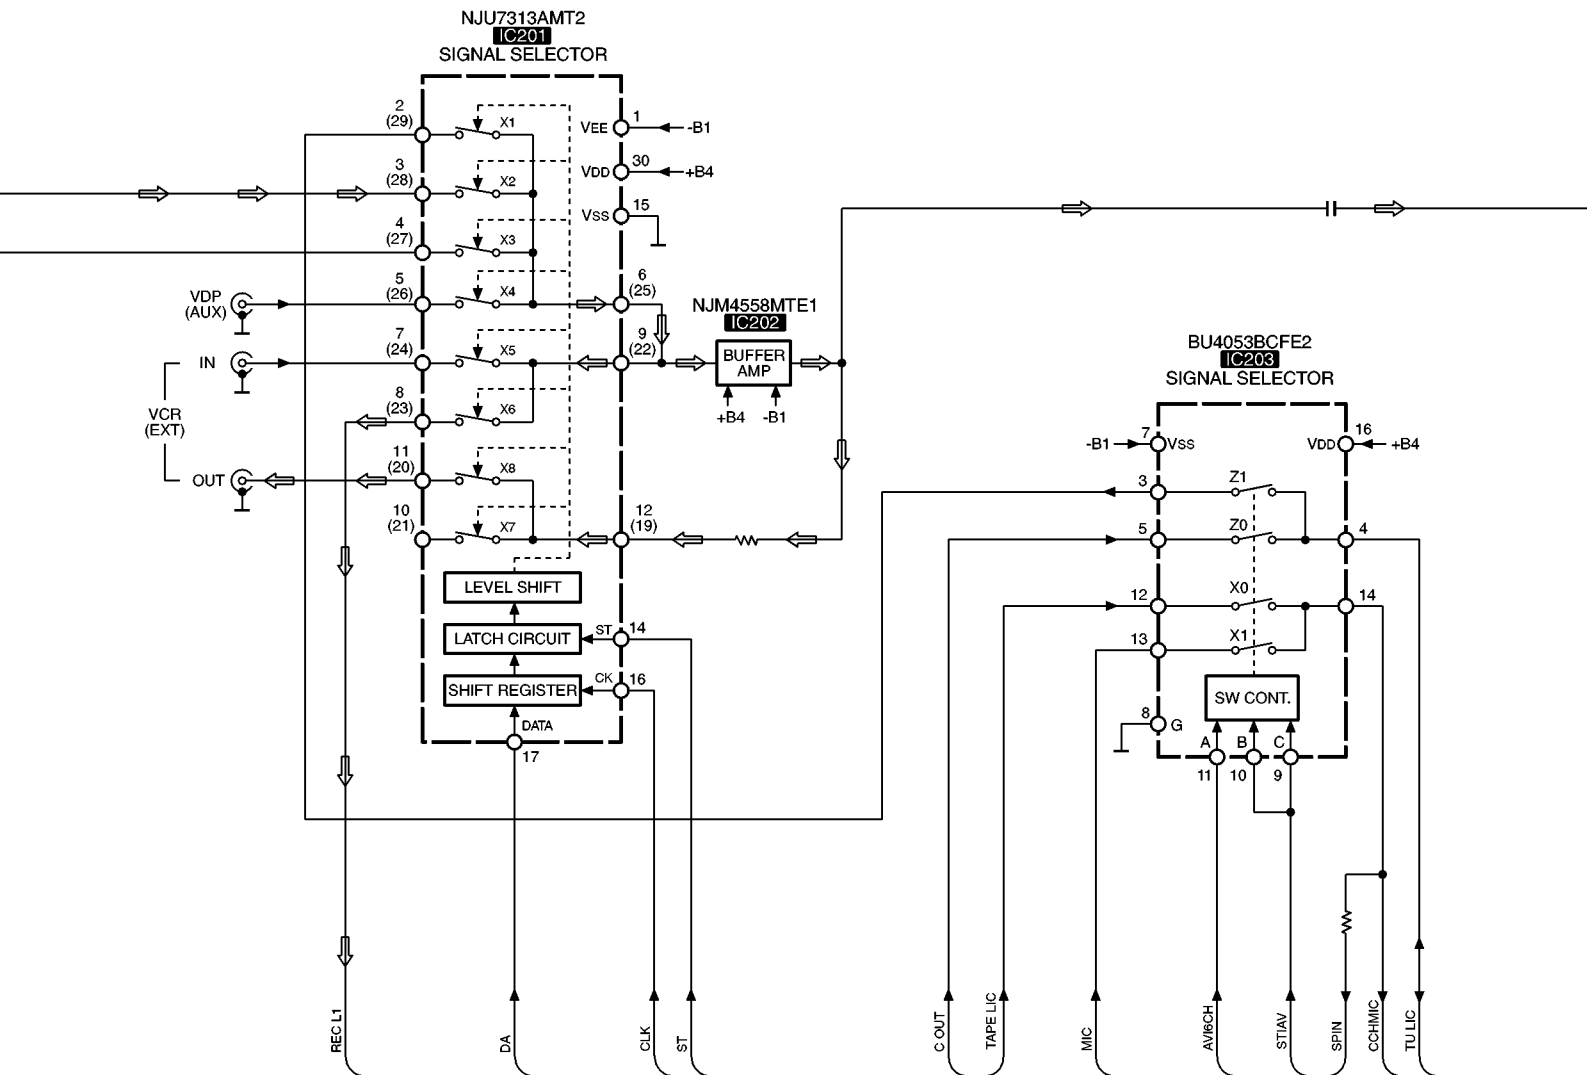 NJU7313AMT2
IC201
SIGNAL SELECTOR
2
(29)
X1
VEE
1
-B1
3
(28)
X2
VDD
30
+B4
4
(27)
X3
VSS
15
VDP
(AUX)
5
(26)
X4
6
(25)
NJM4558MTE1
IC202
BUFFER
AMP
+B4
-B1
IN
7
(24)
X5
9
(22)
VCR
(EXT)
8
(23)
X6
OUT
11
(20)
X8
10
(21)
X7
12
(19)
LEVEL SHIFT
LATCH CIRCUIT
ST
14
SHIFT REGISTER
CK
16
DATA
17
BU4053BCFE2
IC203
SIGNAL SELECTOR
-B1
7
VSS
VDD
16
+B4
3
Z1
5
Z0
4
12
X0
14
13
X1
SW CONT.
8
G
A
B
C
11
10
9
REC L1
DA
CLK
ST
C OUT
TAPE LIC
MIC
AVI6CH
STIAV
SPIN
CCHMIC
TU LIC